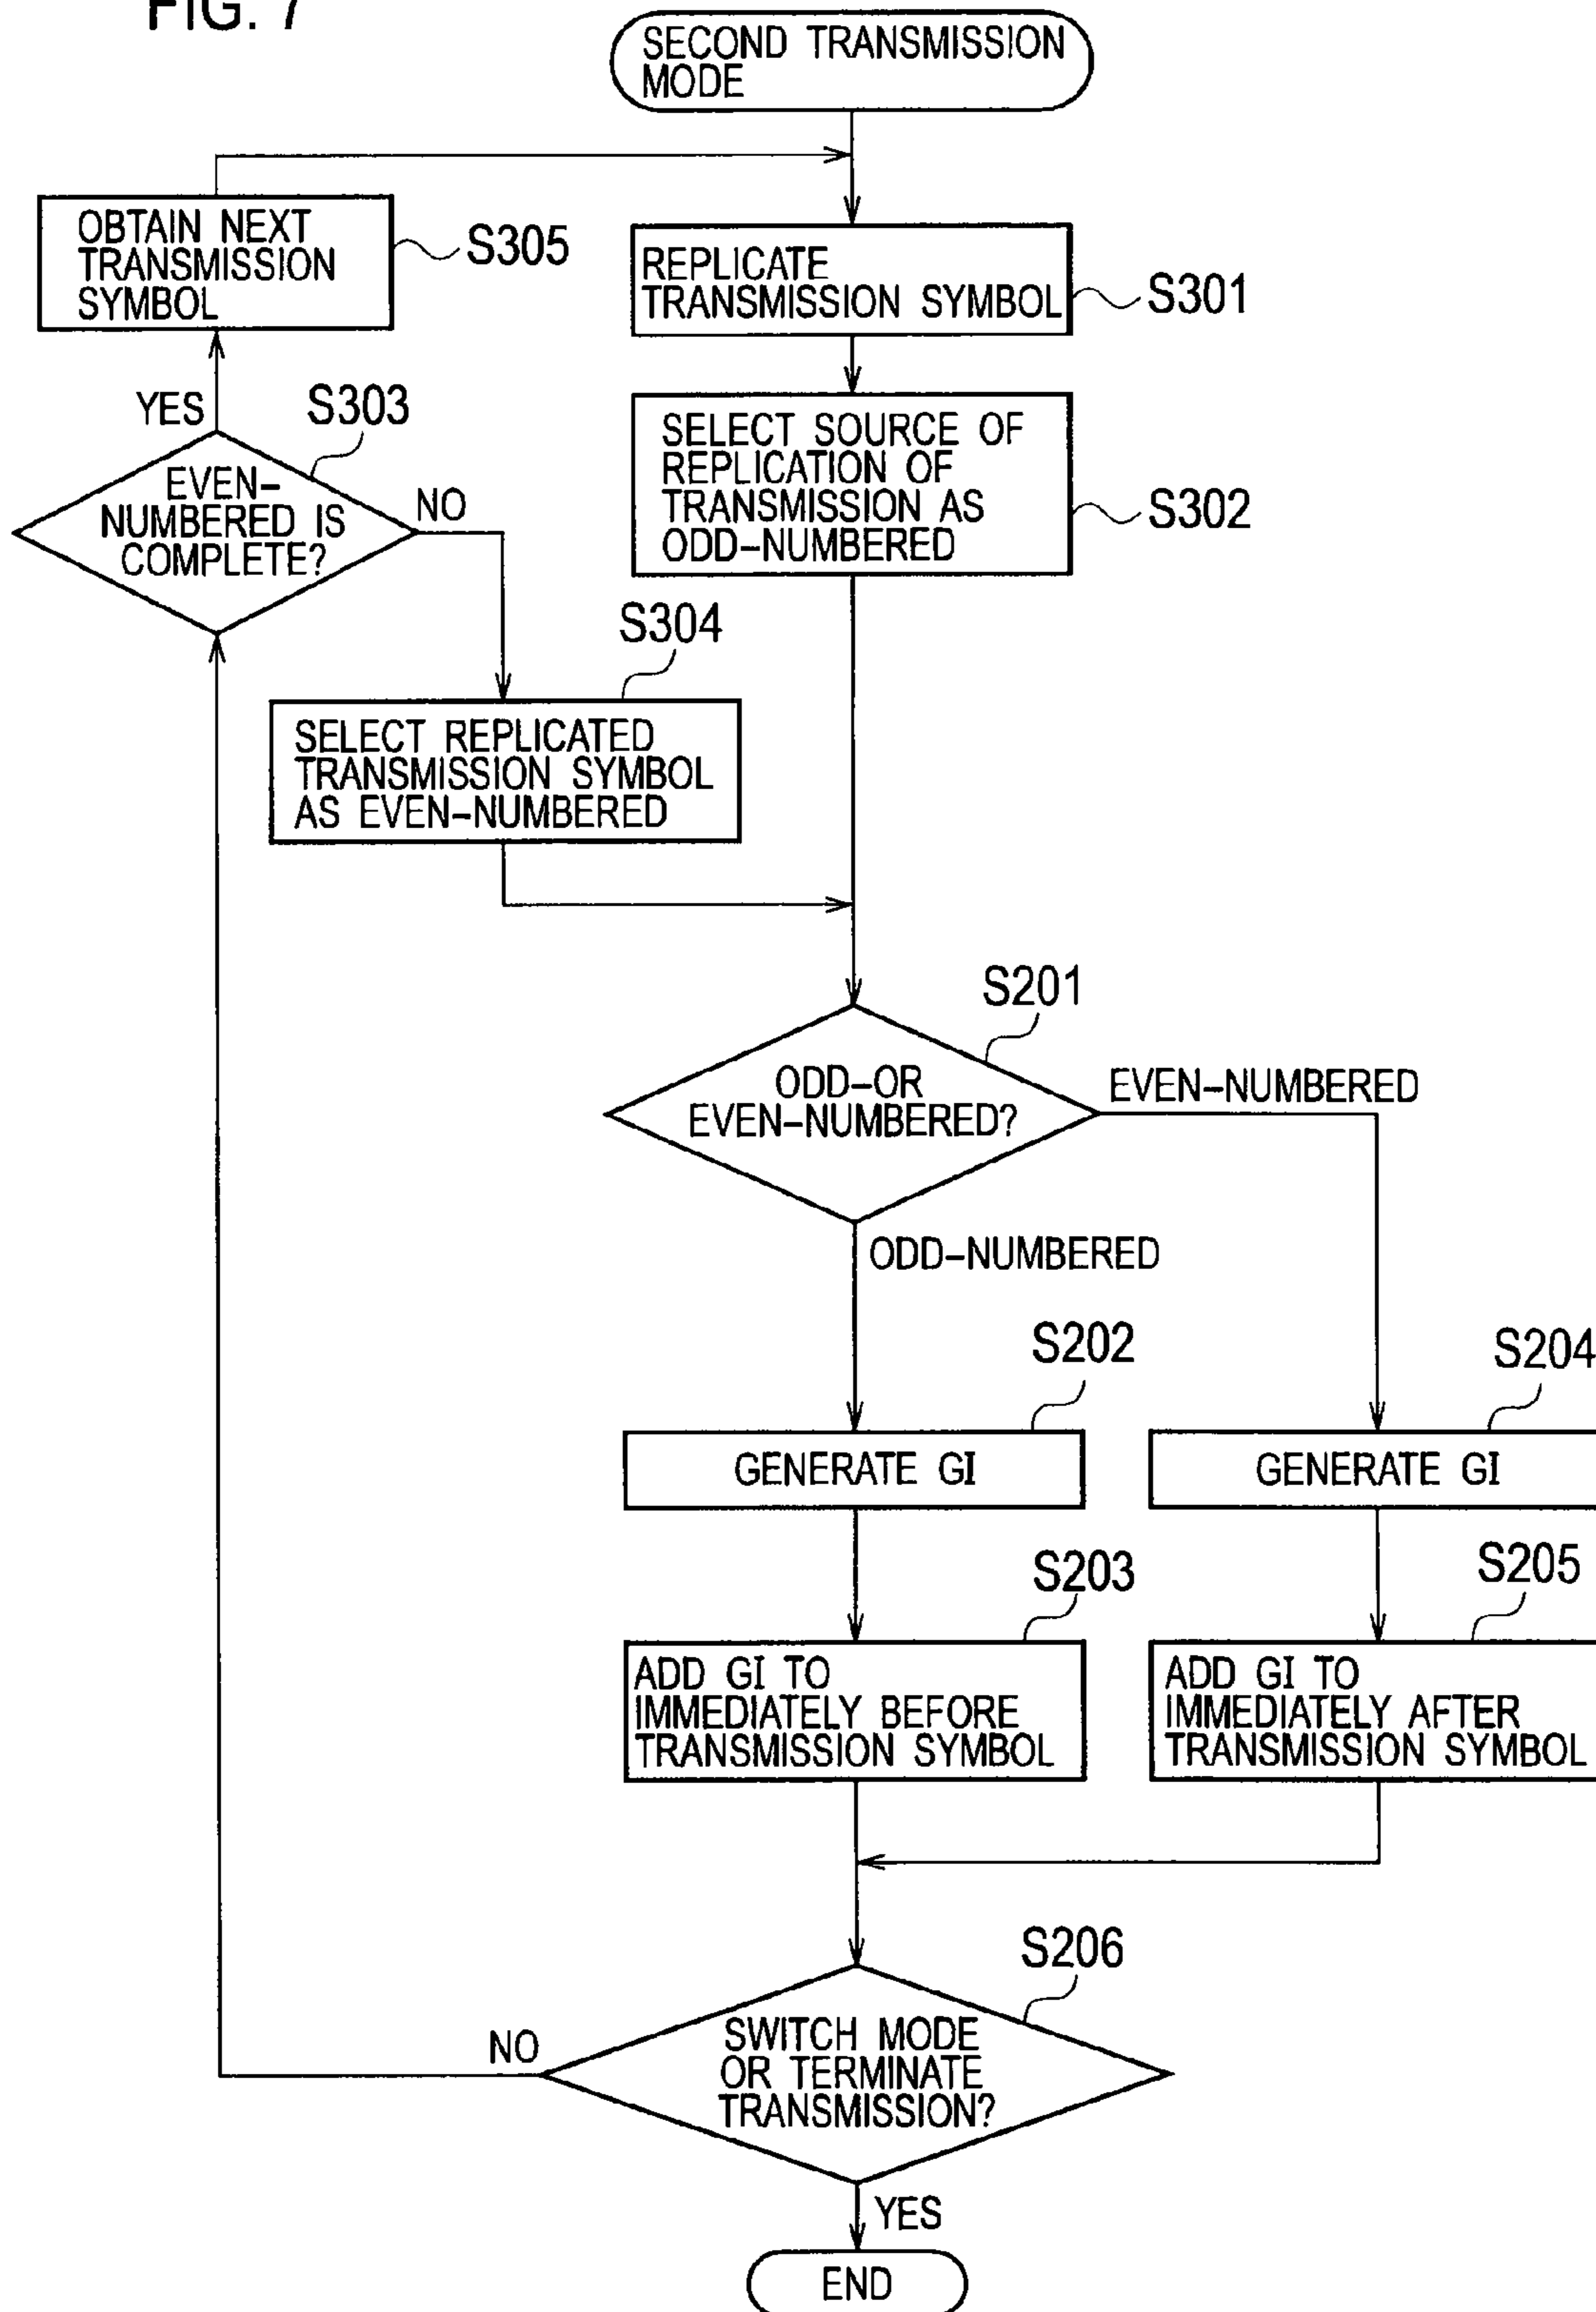 FIG. 7
SECOND TRANSMISSION
MODE
OBTAIN NEXT
TRANSMISSION
SYMBOL
S305
REPLICATE
TRANSMISSION SYMBOL
S301
YES
S303
EVEN-
NUMBERED IS
COMPLETE?
NO
SELECT SOURCE OF
REPLICATION OF
TRANSMISSION AS
ODD-NUMBERED
S302
S304
SELECT REPLICATED
TRANSMISSION SYMBOL
AS EVEN-NUMBERED
S201
ODD-OR
EVEN-NUMBERED?
EVEN-NUMBERED
ODD-NUMBERED
S202
S204
GENERATE GI
GENERATE GI
S203
S205
ADD GI TO
IMMEDIATELY BEFORE
TRANSMISSION SYMBOL
ADD GI TO
IMMEDIATELY AFTER
TRANSMISSION SYMBOL
S206
NO
SWITCH MODE
OR TERMINATE
TRANSMISSION?
YES
END